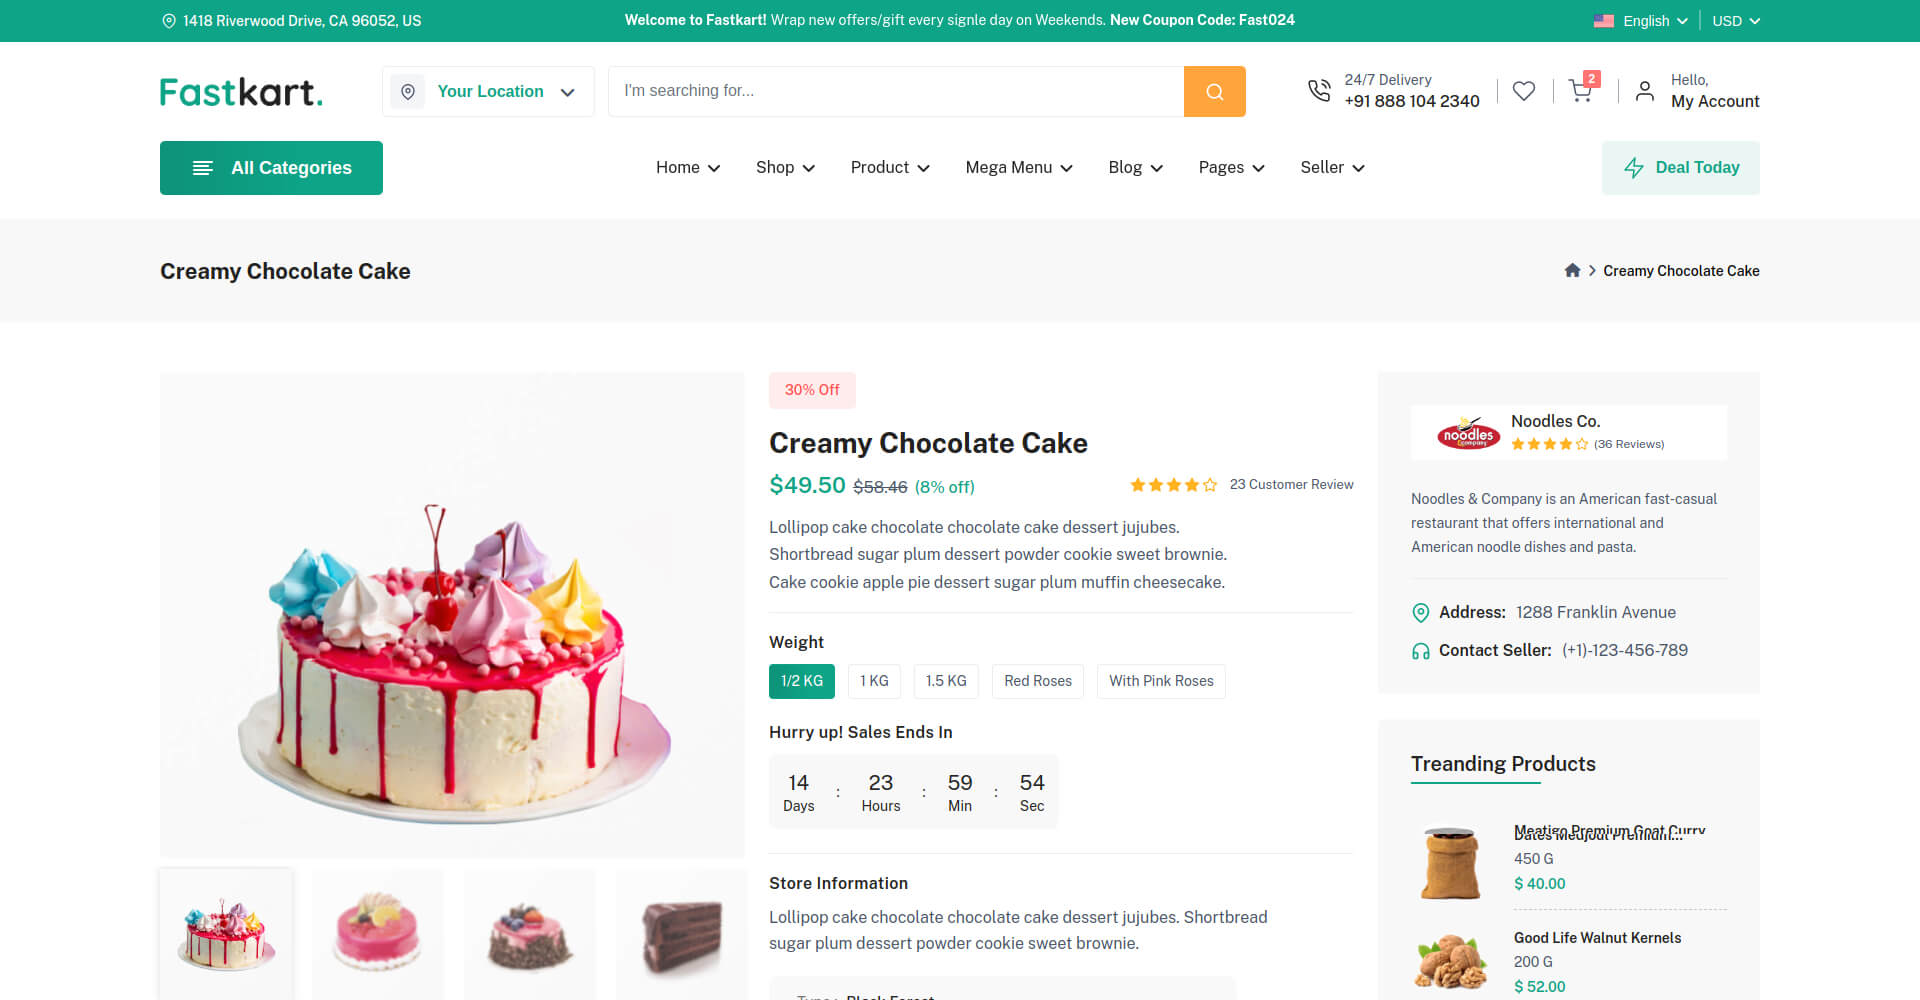 1418 Riverwood Drive, CA 96052, US
Welcome to Fastkart! Wrap new offers/gift every signle day on Weekends. New Coupon Code: Fast024
English
USD
Fastkart.
Your Location
I'm searching for...
24/7 Delivery
+91 888 104 2340
2
Hello,
My Account
All Categories
Home
Shop
Product
Mega Menu
Blog
Pages
Seller
Deal Today
Creamy Chocolate Cake
Creamy Chocolate Cake
30% Off
Creamy Chocolate Cake
$49.50 $58.46 (8% off)
23 Customer Review
Lollipop cake chocolate chocolate cake dessert jujubes.
Shortbread sugar plum dessert powder cookie sweet brownie.
Cake cookie apple pie dessert sugar plum muffin cheesecake.
Weight
1/2 KG
1 KG
1.5 KG
Red Roses
With Pink Roses
Hurry up! Sales Ends In
14 : 23 : 59 : 54
Days Hours Min Sec
Store Information
Lollipop cake chocolate chocolate cake dessert jujubes. Shortbread
sugar plum dessert powder cookie sweet brownie.
Type : Black Forest
noodles
&company
Noodles Co.
(36 Reviews)
Noodles & Company is an American fast-casual
restaurant that offers international and
American noodle dishes and pasta.
Address: 1288 Franklin Avenue
Contact Seller: (+1)-123-456-789
Treanding Products
Meatigo Premium Goat Curry
Dates Medjoul Premium...
450 G
$ 40.00
Good Life Walnut Kernels
200 G
$ 52.00